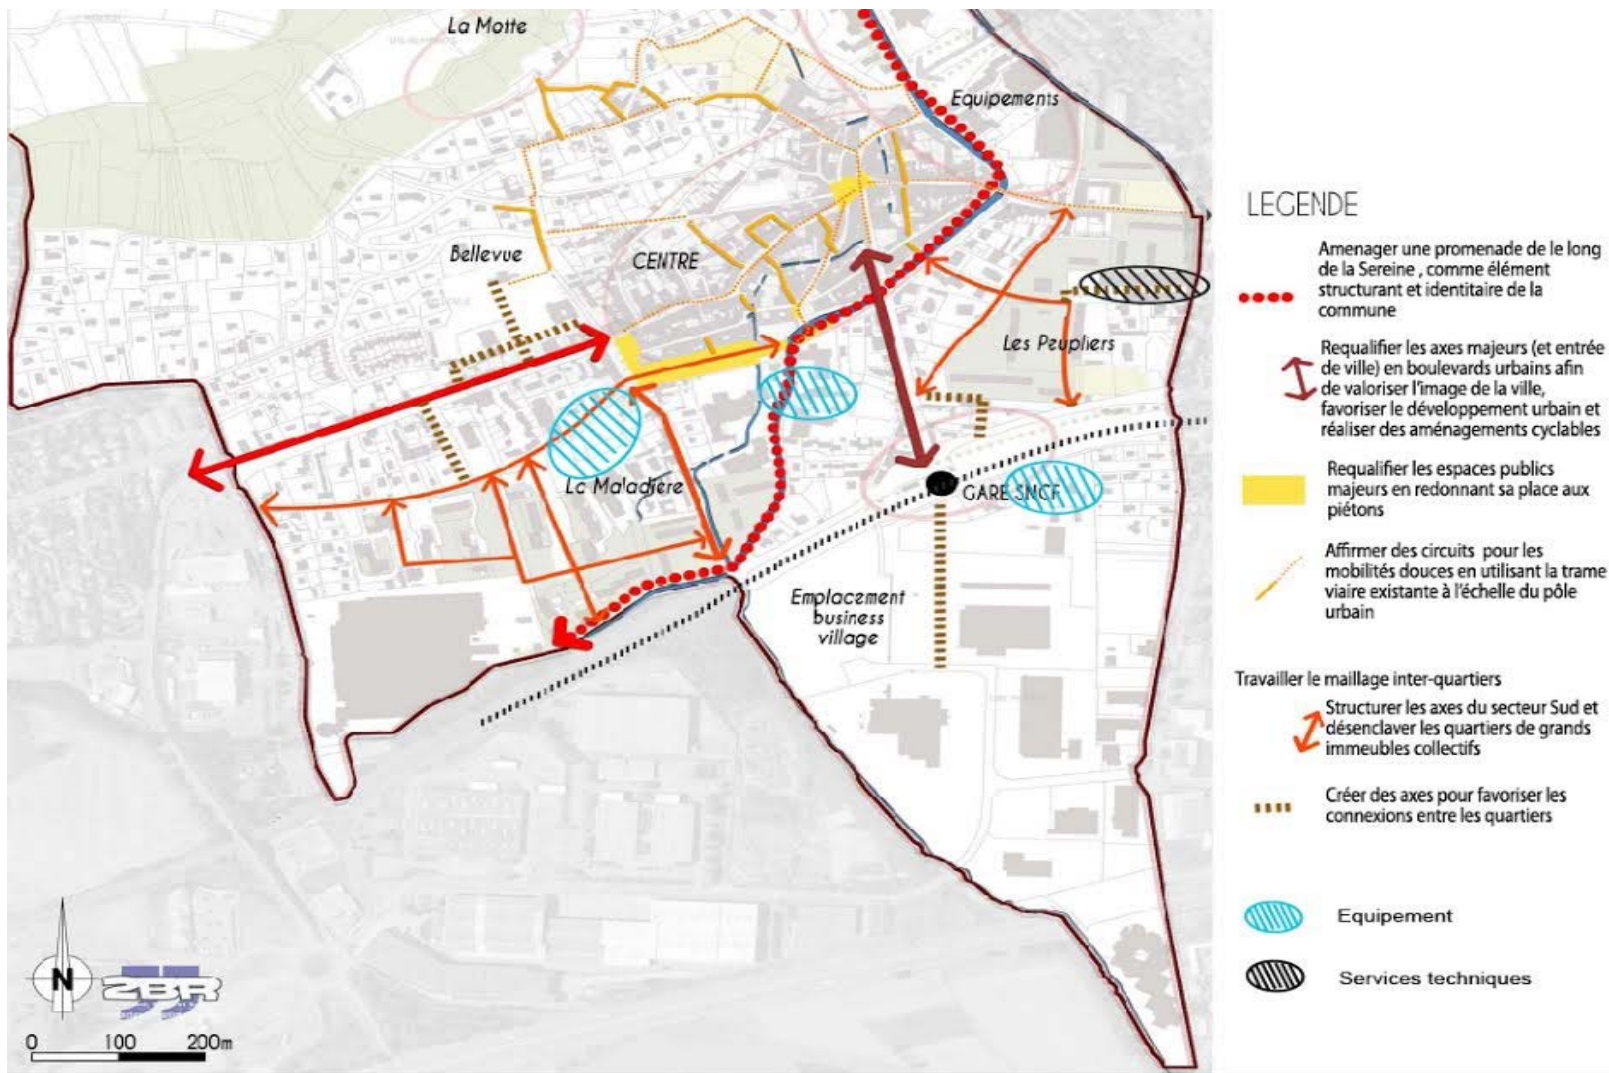 La Motte
Equipements
Bellevue
CENTRE
Les Peupliers
La Maladière
GARE SNCF
Emplacement
business
village
N
2BR
0 100 200m
LEGENDE
Amenager une promenade de le long
de la Sereine , comme élément
structurant et identitaire de la
commune
Requalifier les axes majeurs (et entrée
de ville) en boulevards urbains afin
de valoriser l'image de la ville,
favoriser le développement urbain et
réaliser des aménagements cyclables
Requalifier les espaces publics
majeurs en redonnant sa place aux
piétons
Affirmer des circuits pour les
mobilités douces en utilisant la trame
viaire existante à l'échelle du pôle
urbain
Travailler le maillage inter-quartiers
Structurer les axes du secteur Sud et
désenclaver les quartiers de grands
immeubles collectifs
Créer des axes pour favoriser les
connexions entre les quartiers
Equipement
Services techniques